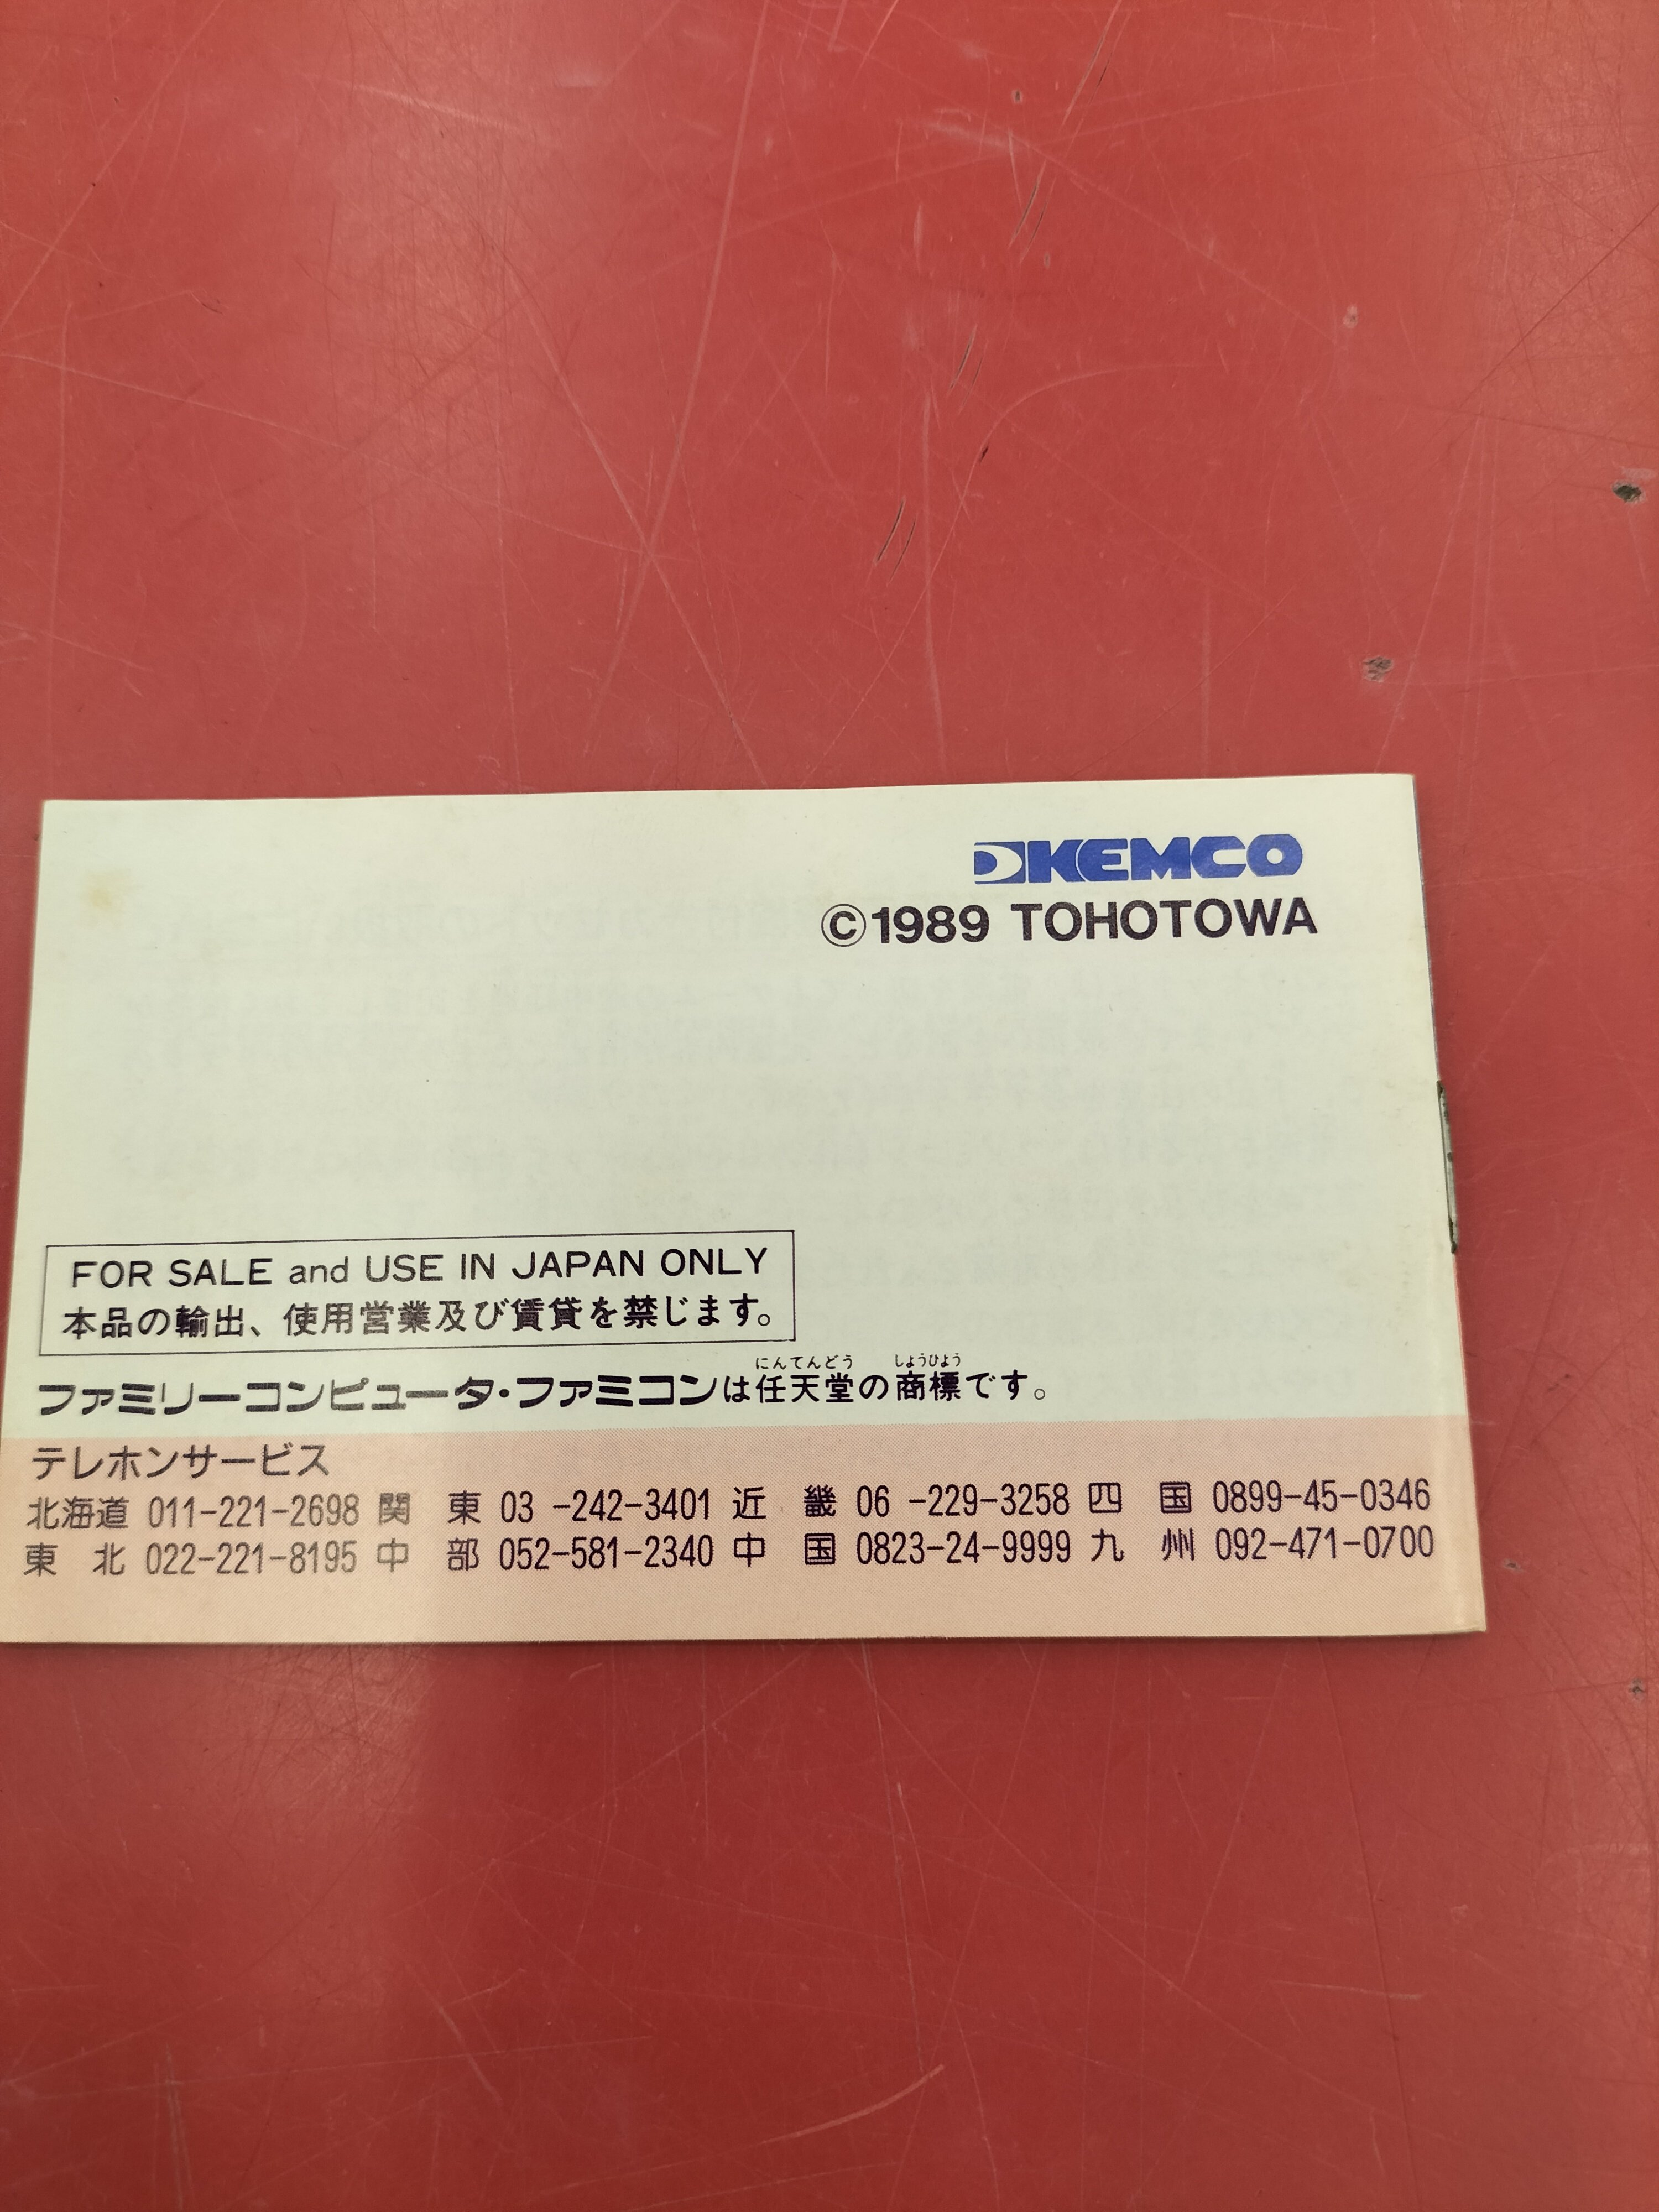 KEMCO
©1989 TOHOTOWA
FOR SALE and USE IN JAPAN ONLY
本品の輸出、使用営業及び賃貸を禁じます。
にんてんどう しょうひょう
ファミリーコンピュータ・ファミコンは任天堂の商標です。
テレホンサービス
北海道 011-221-2698 関 東 03 -242-3401 近 畿 06 -229-3258 四 国 0899-45-0346
東 北 022-221-8195 中 部 052-581-2340 中 国 0823-24-9999 九 州 092-471-0700